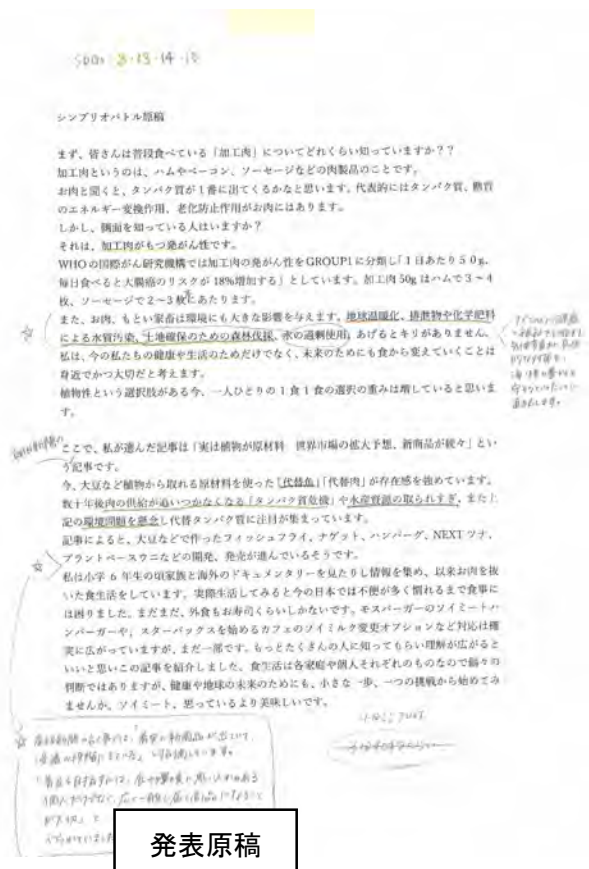 SDGs 3・13・14・15
シンブリオバトル原稿
まず、皆さんは普段食べている「加工肉」についてどれくらい知っていますか??
加工肉というのは、ハムやベーコン、ソーセージなどの肉製品のことです。
お肉と聞くと、タンパク質が1番に出てくるかなと思います。代表的にはタンパク質、糖質
のエネルギー変換作用、老化防止作用がお肉にはあります。
しかし、側面を知っている人はいますか?
それは、加工肉がもつ発がん性です。
WHOの国際がん研究機構では加工肉の発がん性をGROUP1に分類し「1日あたり50g、
毎日食べると大腸癌のリスクが18%増加する」としています。加工肉50gはハムで3〜4
枚、ソーセージで2〜3枚にあたります。
また、お肉、もとい家畜は環境にも大きな影響を与えます。地球温暖化、排泄物や化学肥料
による水質汚染、土地確保のための森林伐採、水の過剰使用、あげるとキリがありません。
私は、今の私たちの健康や生活のためだけでなく、未来のためにも食から変えていくことは
身近でかつ大切だと考えます。
植物性という選択肢がある今、一人ひとりの1食1食の選択の重みは増していると思いま
す。
ここで、私が選んだ記事は「実は植物が原材料 世界市場の拡大予想、新商品が続々」とい
う記事です。
今、大豆など植物から取れる原材料を使った「代替魚」「代替肉」が存在感を強めています。
数十年後肉の供給が追いつかなくなる「タンパク質危機」や水産資源の取られすぎ、また上
記の環境問題を懸念し代替タンパク質に注目が集まっています。
記事によると、大豆などで作ったフィッシュフライ、ナゲット、ハンバーグ、NEXTツナ、
プラントベースウニなどの開発、発売が進んでいるそうです。
私は小学6年生の頃家族と海外のドキュメンタリーを見たりし情報を集め、以来お肉を抜
いた食生活をしています。実際生活してみると今の日本では不便が多く慣れるまで食事に
は困りました。まだまだ、外食もお寿司くらいしかないです。モスバーガーのソイミートハ
ンバーガーや、スターバックスを始めるカフェのソイミルク変更オプションなど対応は確
実に広がっていますが、まだ一部です。もっとたくさんの人に知ってもらい理解が広がると
いいと思いこの記事を紹介しました。食生活は各家庭や個人それぞれのものなので個々の
判断ではありますが、健康や地球の未来のためにも、小さな一歩、一つの挑戦から始めてみ
ませんか。ソイミート、思っているより美味しいです。
発表原稿